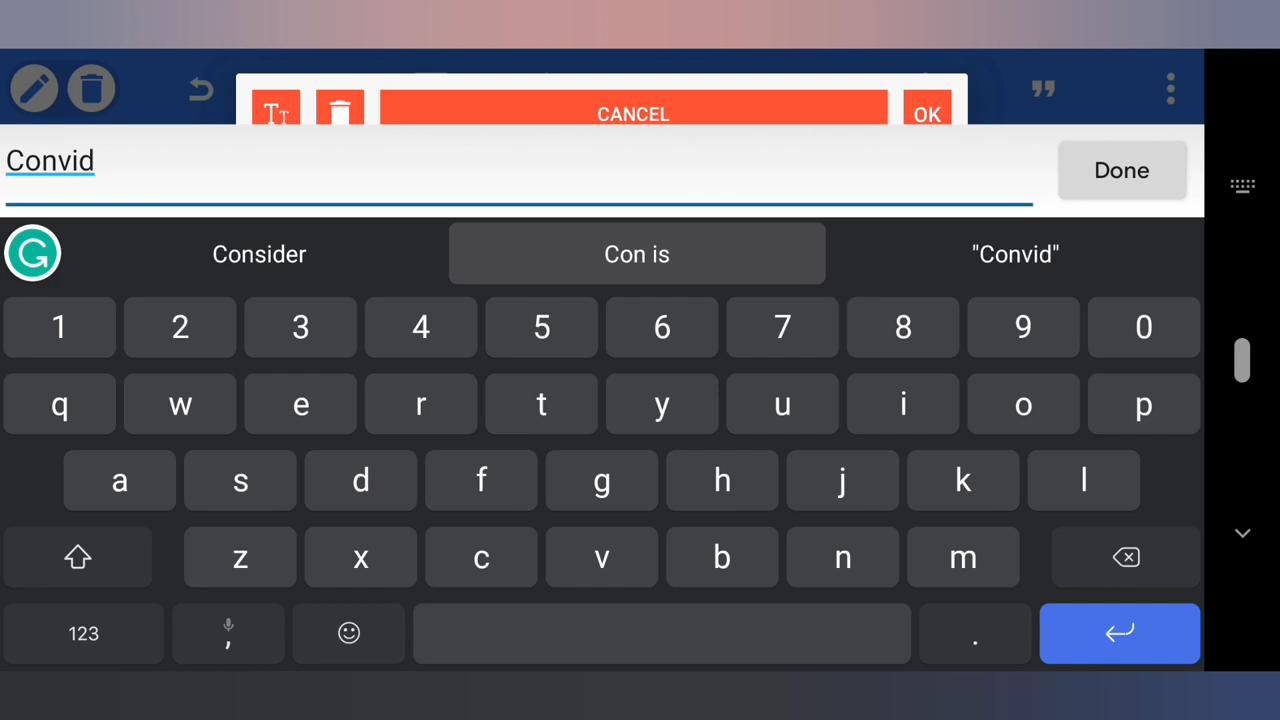 TT
CANCEL
OK
Convid
Done
Consider
Con is
"Convid"
1 2 3 4 5 6 7 8 9 0
q w e r t y u i o p
a s d f g h j k l
z x c v b n m
123 , .